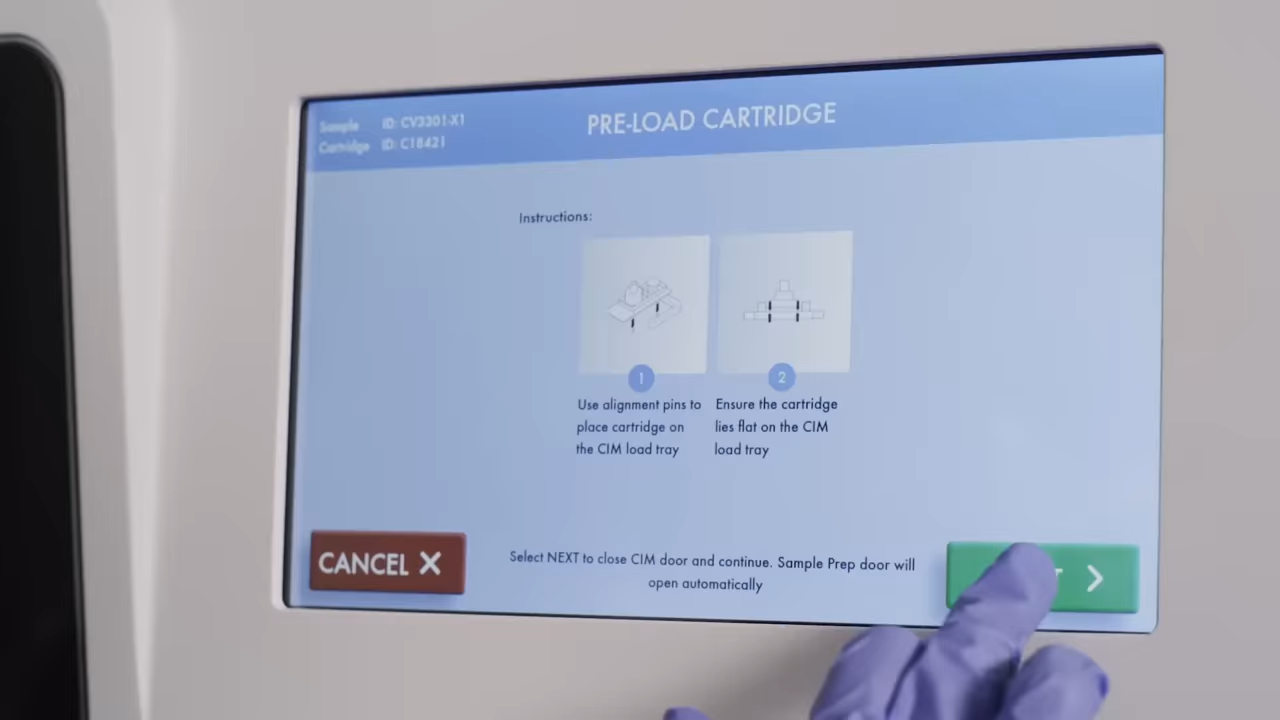 Sample ID: CV3301-X1
Cartridge ID: C18421
PRE-LOAD CARTRIDGE
Instructions:
1
Use alignment pins to
place cartridge on
the CIM load tray
2
Ensure the cartridge
lies flat on the CIM
load tray
CANCEL X
Select NEXT to close CIM door and continue. Sample Prep door will
open automatically